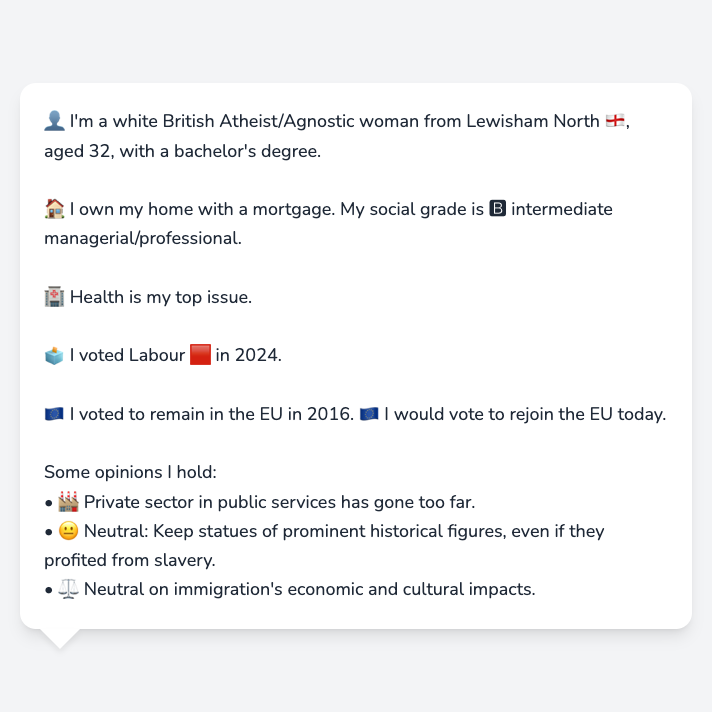 👤 I'm a white British Atheist/Agnostic woman from Lewisham North 🏴󠁧󠁢󠁥󠁮󠁧󠁿,
aged 32, with a bachelor's degree.
🏠 I own my home with a mortgage. My social grade is 🅱 intermediate
managerial/professional.
🏥 Health is my top issue.
🗳️ I voted Labour 🟥 in 2024.
🇪🇺 I voted to remain in the EU in 2016. 🇪🇺 I would vote to rejoin the EU today.
Some opinions I hold:
• 🏭 Private sector in public services has gone too far.
• 😐 Neutral: Keep statues of prominent historical figures, even if they
profited from slavery.
• ⚖️ Neutral on immigration's economic and cultural impacts.